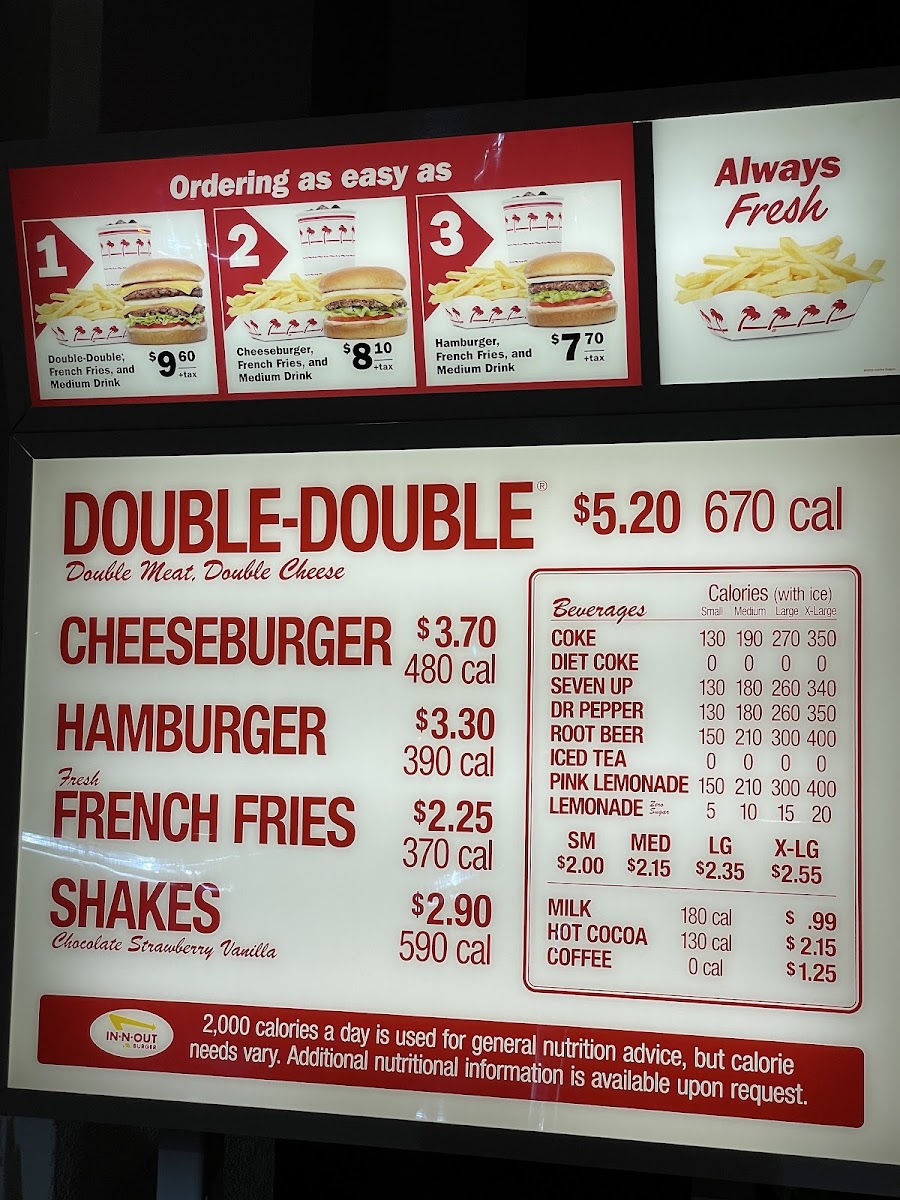 Ordering as easy as
1
Double-Double,
French Fries, and
Medium Drink
$9.60
+tax
2
Cheeseburger,
French Fries, and
Medium Drink
$8.10
+tax
3
Hamburger,
French Fries, and
Medium Drink
$7.70
+tax
Always
Fresh
DOUBLE-DOUBLE® $5.20 670 cal
Double Meat, Double Cheese
CHEESEBURGER $3.70
480 cal
HAMBURGER $3.30
390 cal
Fresh
FRENCH FRIES $2.25
370 cal
SHAKES $2.90
Chocolate Strawberry Vanilla 590 cal
Calories (with ice)
Beverages Small Medium Large X-Large
COKE 130 190 270 350
DIET COKE 0 0 0 0
SEVEN UP 130 180 260 340
DR PEPPER 130 180 260 350
ROOT BEER 150 210 300 400
ICED TEA 0 0 0 0
PINK LEMONADE 150 210 300 400
LEMONADE Zero Sugar 5 10 15 20
SM MED LG X-LG
$2.00 $2.15 $2.35 $2.55
MILK 180 cal $ .99
HOT COCOA 130 cal $2.15
COFFEE 0 cal $1.25
IN-N-OUT
BURGER
2,000 calories a day is used for general nutrition advice, but calorie
needs vary. Additional nutritional information is available upon request.